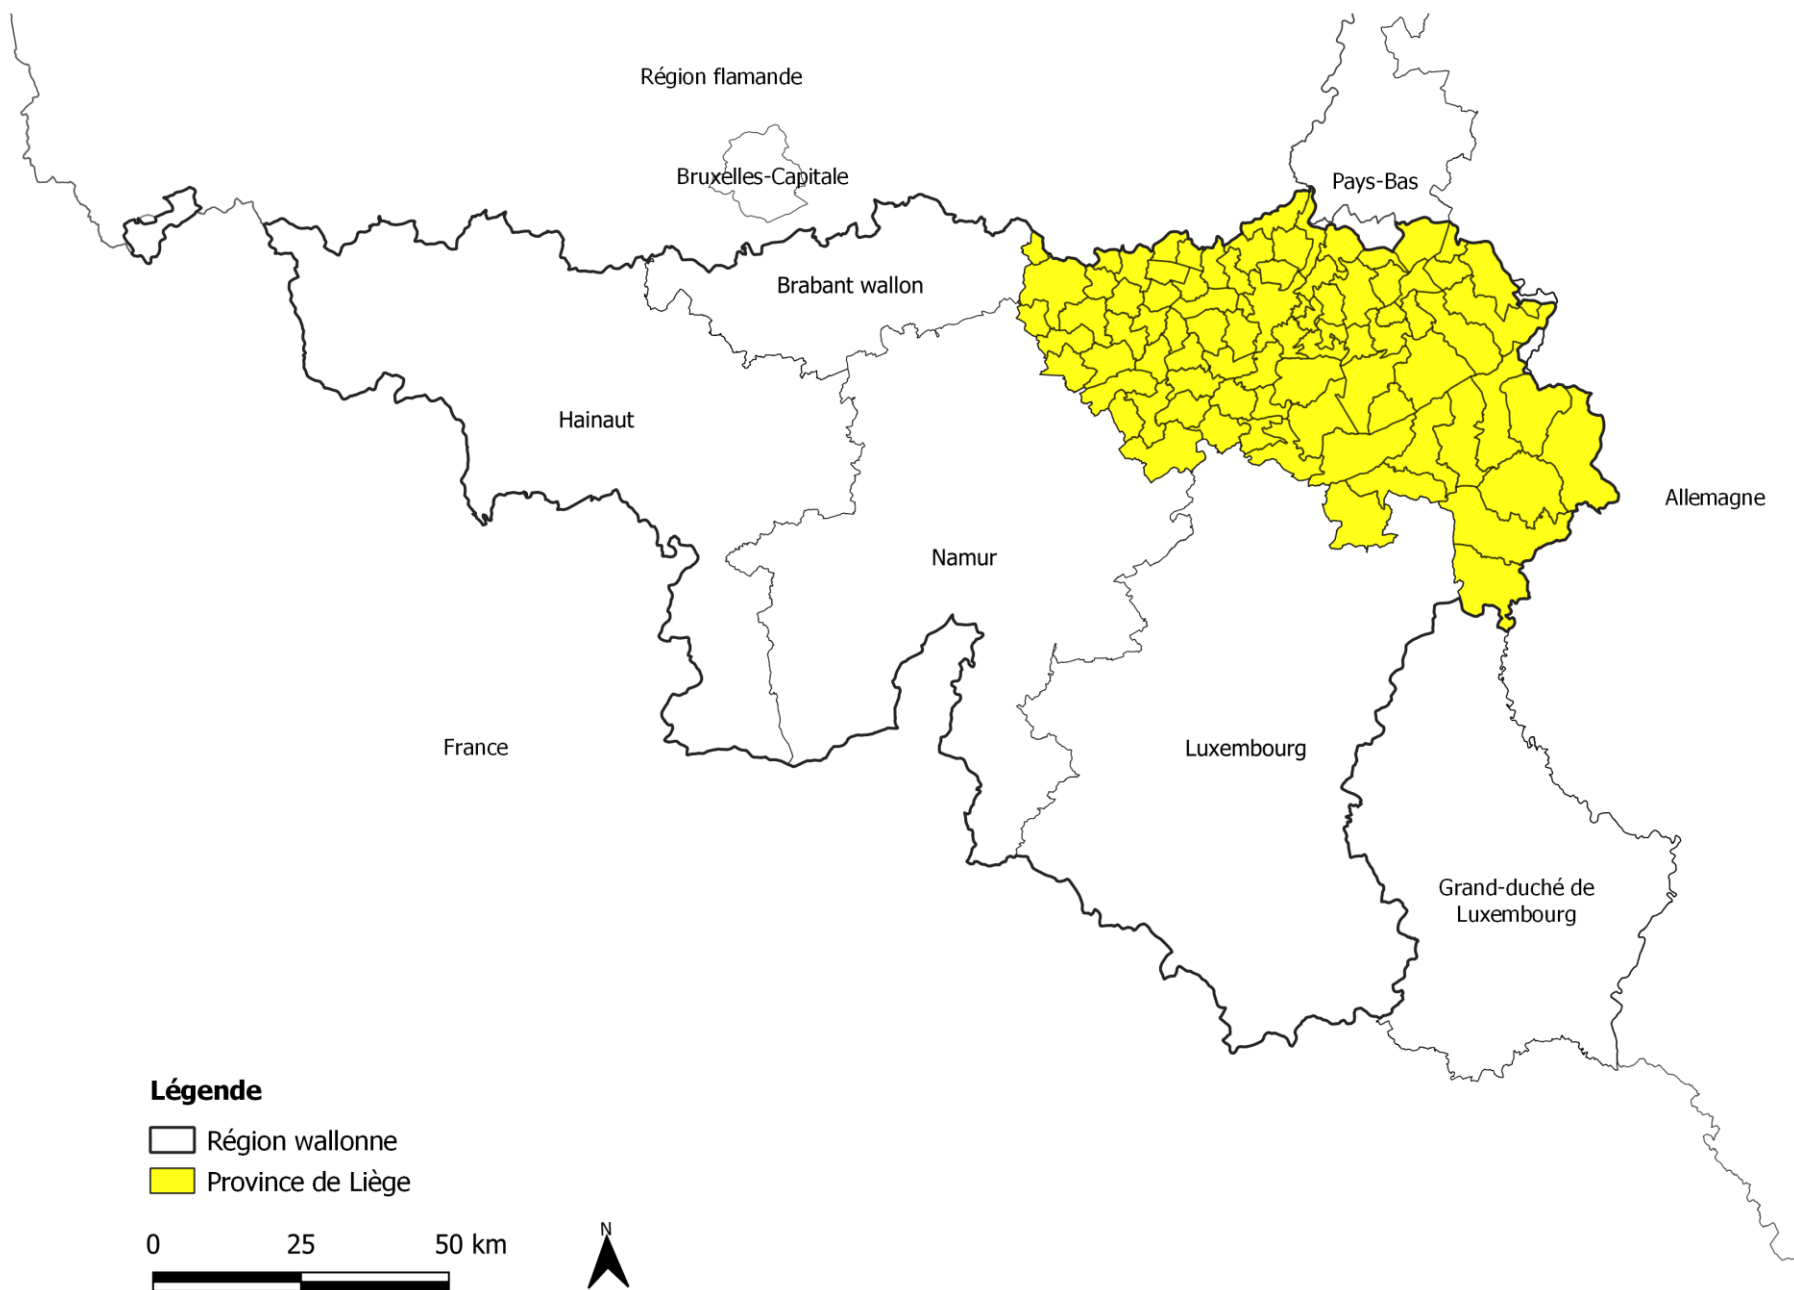 Région flamande
Bruxelles-Capitale
Pays-Bas
Brabant wallon
Hainaut
Allemagne
Namur
France
Luxembourg
Grand-duché de
Luxembourg
Légende
Région wallonne
Province de Liège
0 25 50 km
N